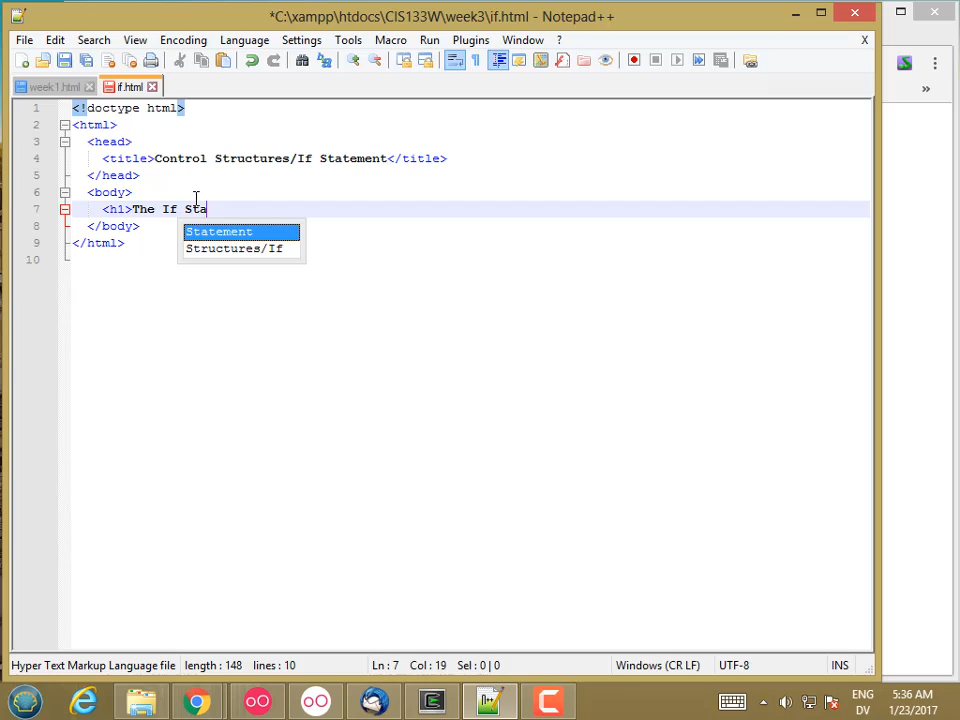 *C:\xampp\htdocs\CIS133W\week3\if.html - Notepad++
File Edit Search View Encoding Language Settings Tools Macro Run Plugins Window ? X
week1.html if.html
1 <!doctype html>
2 <html>
3 <head>
4 <title>Control Structures/If Statement</title>
5 </head>
6 <body>
7 <h1>The If Sta
8 </body>
9 </html>
10
Statement
Structures/If
Hyper Text Markup Language file length : 148 lines : 10 Ln : 7 Col : 19 Sel : 0 | 0 Windows (CR LF) UTF-8 INS
ENG 5:36 AM
DV 1/23/2017